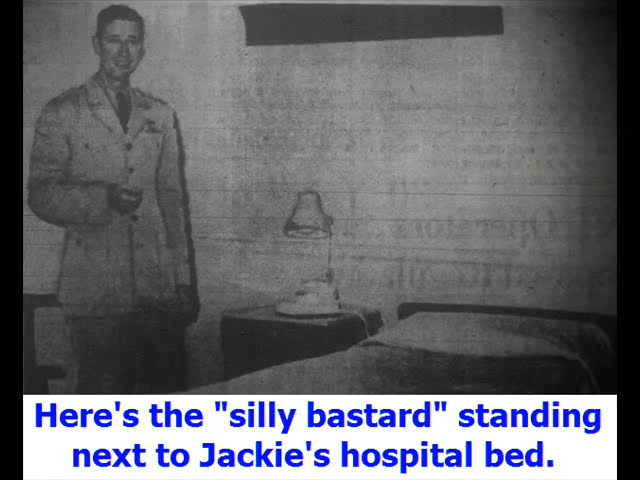 Here's the "silly bastard" standing
next to Jackie's hospital bed.